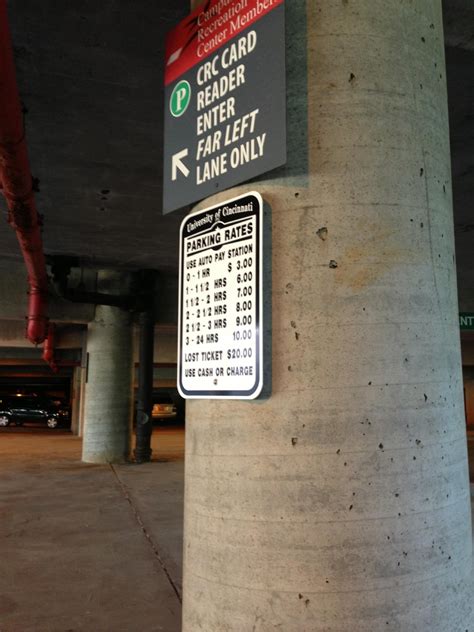 Campus
Recreation
Center Members
P
CRC CARD
READER
ENTER
FAR LEFT
LANE ONLY
University of Cincinnati
PARKING RATES
USE AUTO PAY STATION
0 - 1 HR $ 3.00
1 - 1 1/2 HRS 6.00
1 1/2 - 2 HRS 7.00
2 - 2 1/2 HRS 8.00
2 1/2 - 3 HRS 9.00
3 - 24 HRS 10.00
LOST TICKET $20.00
USE CASH OR CHARGE